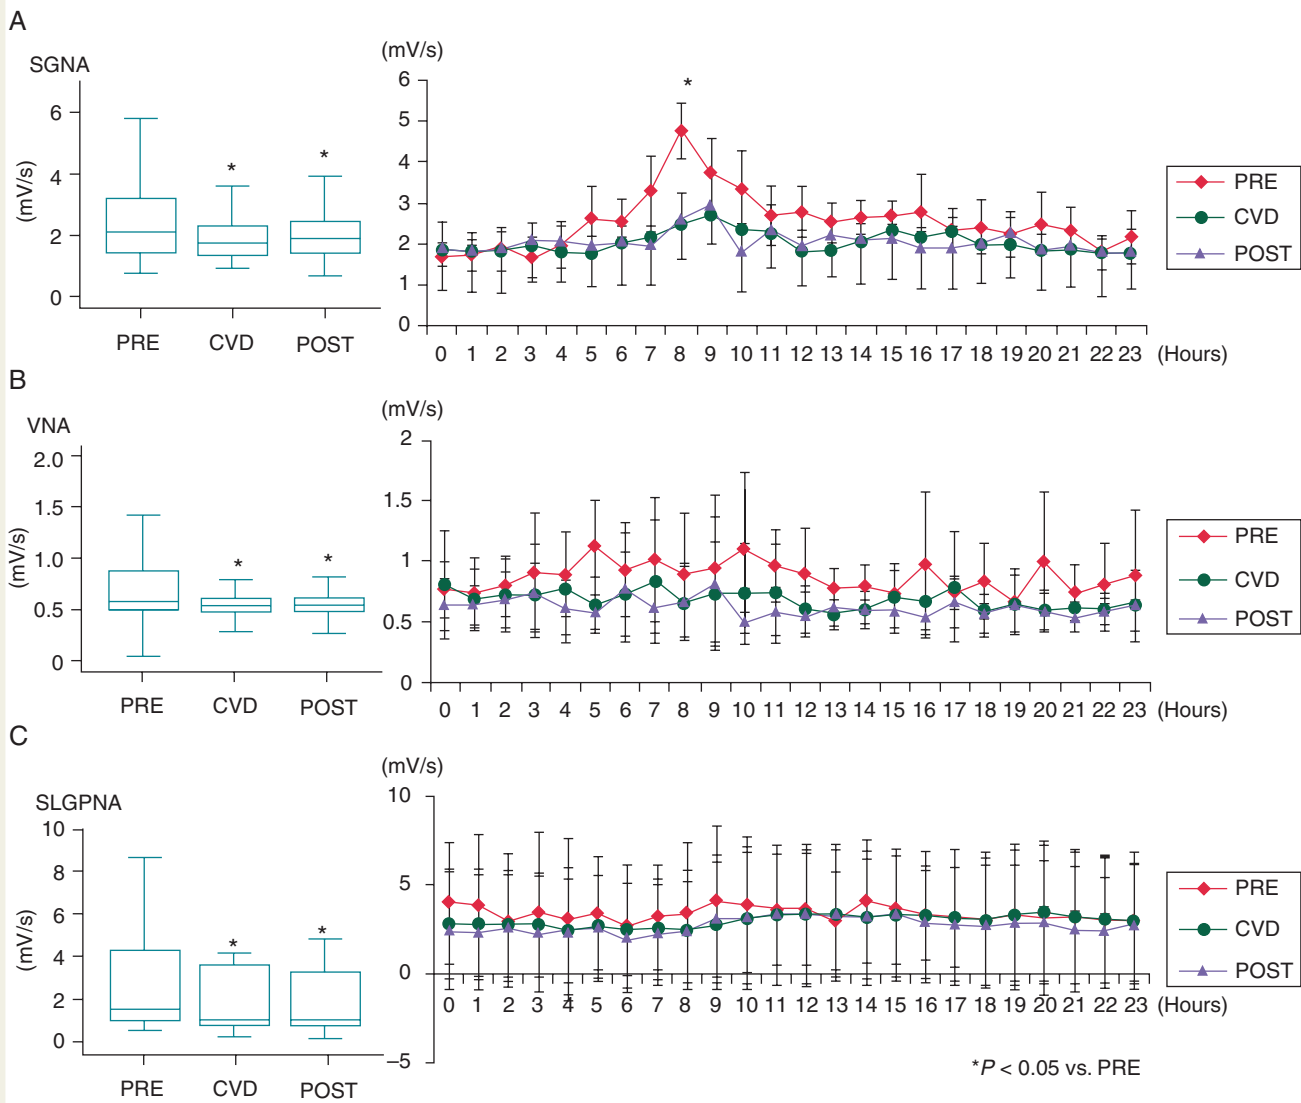 A
SGNA
(mV/s)
6
4
2
0
(mV/s)
* *
PRE CVD POST
(mV/s)
*
6
5
4
3
2
1
0
0 1 2 3 4 5 6 7 8 9 10 11 12 13 14 15 16 17 18 19 20 21 22 23 (Hours)
PRE
CVD
POST
B
VNA
(mV/s)
2.0
1.5
1.0
0.5
0
* *
PRE CVD POST
(mV/s)
2
1.5
1
0.5
0
0 1 2 3 4 5 6 7 8 9 10 11 12 13 14 15 16 17 18 19 20 21 22 23 (Hours)
PRE
CVD
POST
C
SLGPNA
(mV/s)
10
8
6
4
2
0
* *
PRE CVD POST
(mV/s)
10
5
0
–5
0 1 2 3 4 5 6 7 8 9 10 11 12 13 14 15 16 17 18 19 20 21 22 23 (Hours)
PRE
CVD
POST
*P < 0.05 vs. PRE